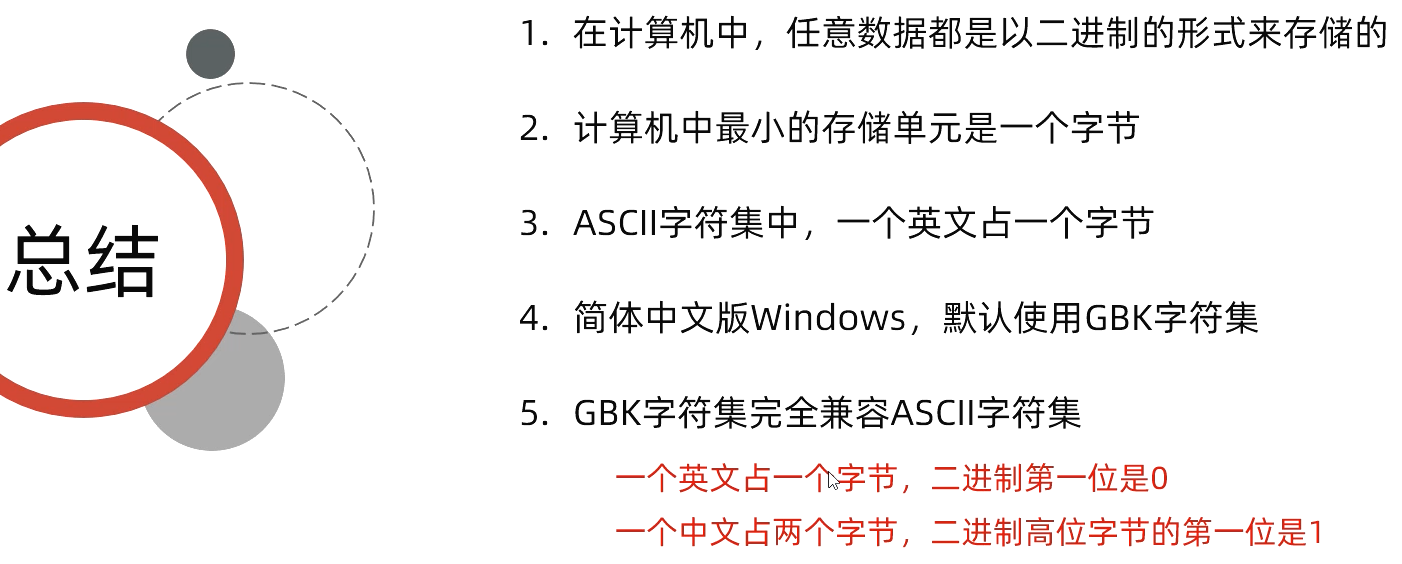 总结
1. 在计算机中，任意数据都是以二进制的形式来存储的
2. 计算机中最小的存储单元是一个字节
3. ASCII字符集中，一个英文占一个字节
4. 简体中文版Windows，默认使用GBK字符集
5. GBK字符集完全兼容ASCII字符集
一个英文占一个字节，二进制第一位是0
一个中文占两个字节，二进制高位字节的第一位是1